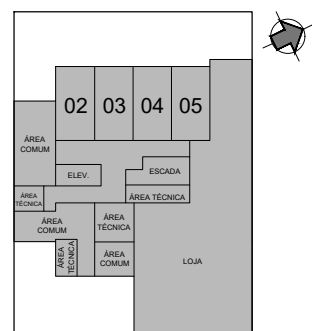 02
03
04
05
ÁREA
COMUM
ELEV.
ESCADA
ÁREA
TÉCNICA
ÁREA TÉCNICA
ÁREA
COMUM
ÁREA
TÉCNICA
ÁREA
TÉCNICA
ÁREA
COMUM
LOJA